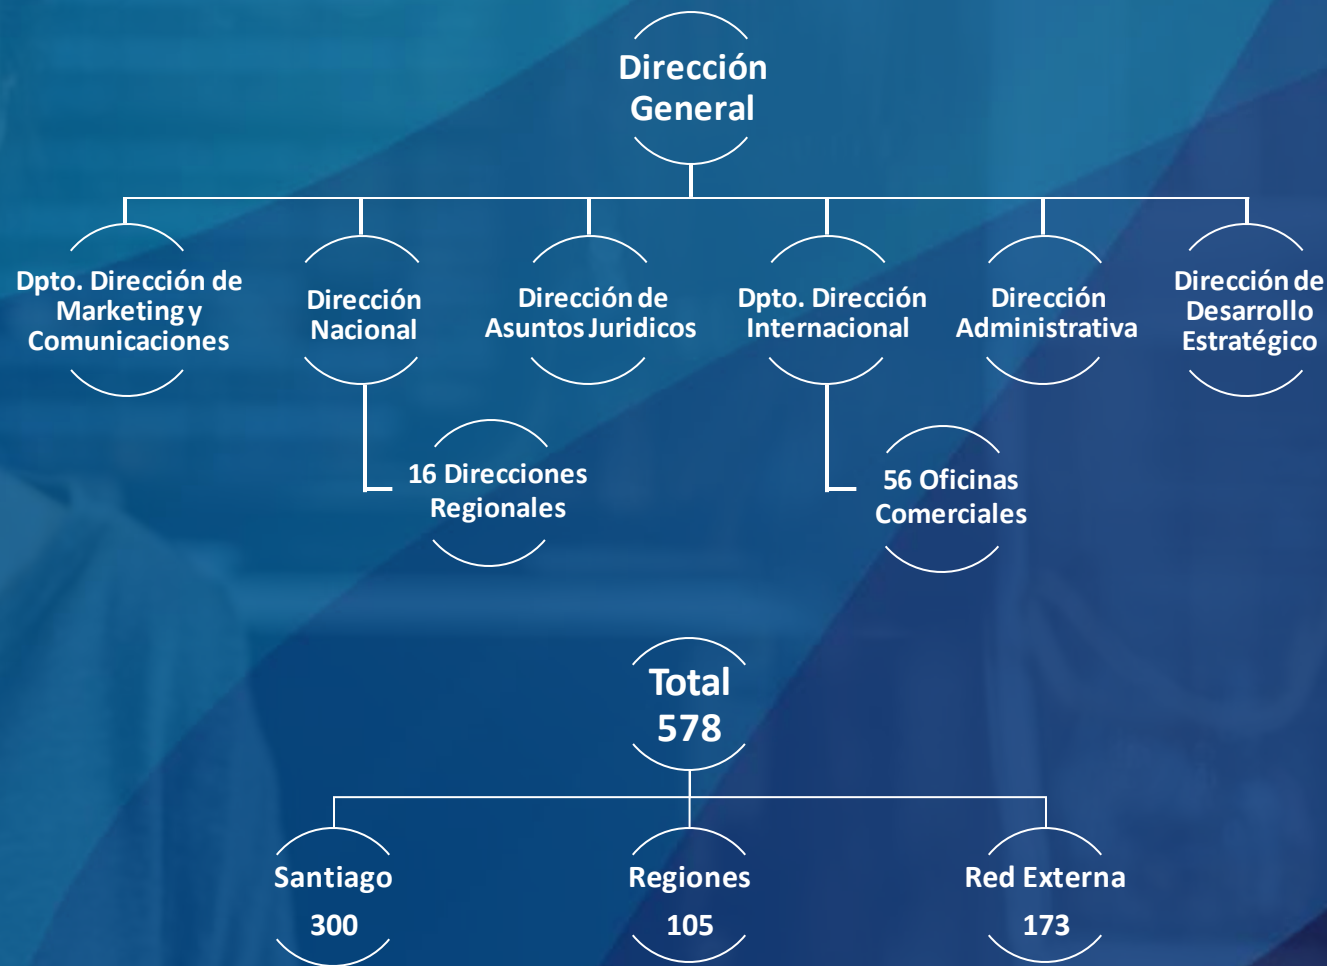 Dirección
General
Dpto. Dirección de
Marketing y
Comunicaciones
Dirección
Nacional
Dirección de
Asuntos Juridicos
Dpto. Dirección
Internacional
Dirección
Administrativa
Dirección de
Desarrollo
Estratégico
16 Direcciones
Regionales
56 Oficinas
Comerciales
Total
578
Santiago
300
Regiones
105
Red Externa
173